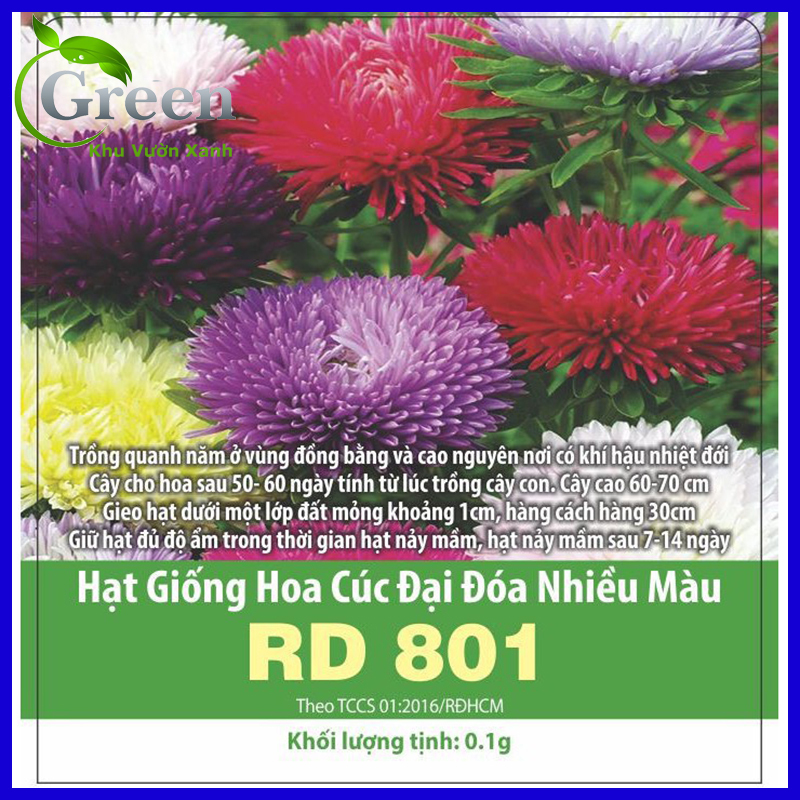 Green
Khu Vườn Xanh
Trồng quanh năm ở vùng đồng bằng và cao nguyên nơi có khí hậu nhiệt đới
Cây cho hoa sau 50- 60 ngày tính từ lúc trồng cây con. Cây cao 60-70 cm
Gieo hạt dưới một lớp đất mỏng khoảng 1cm, hàng cách hàng 30cm
Giữ hạt đủ độ ẩm trong thời gian hạt nảy mầm, hạt nảy mầm sau 7-14 ngày
Hạt Giống Hoa Cúc Đại Đóa Nhiều Màu
RD 801
Theo TCCS 01:2016/RĐHCM
Khối lượng tịnh: 0.1g